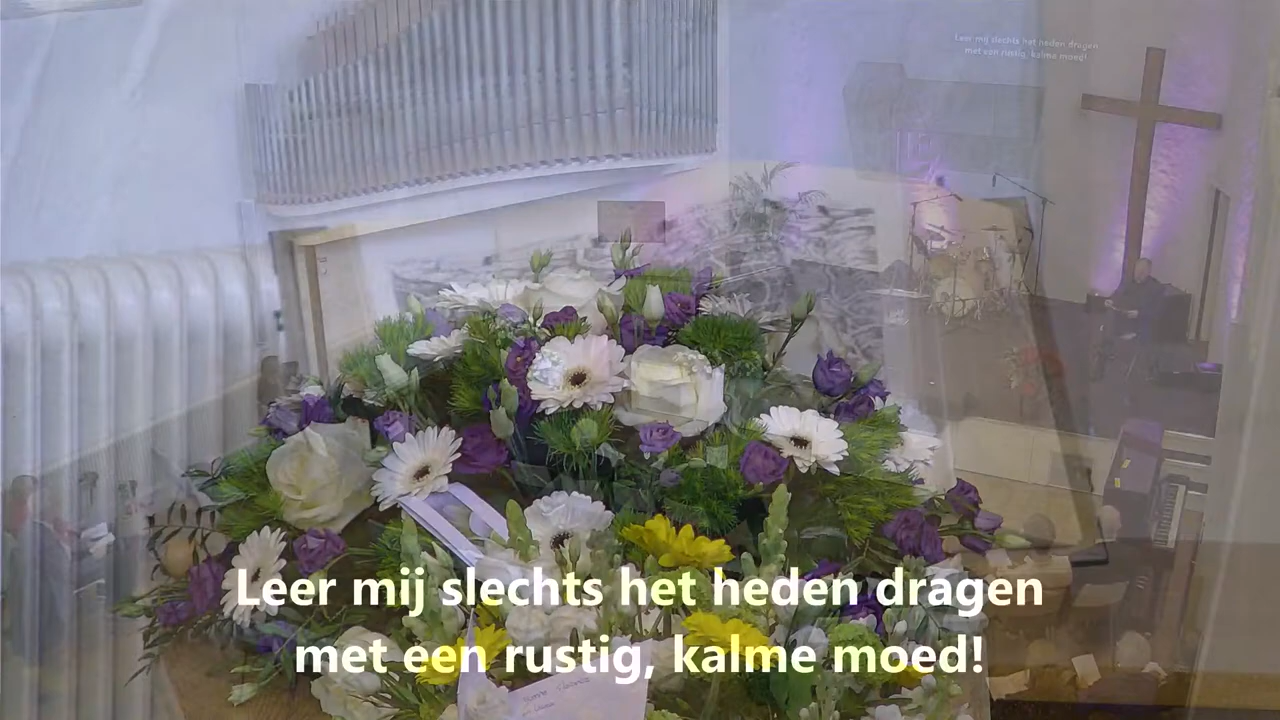 Leer mij slechts het heden dragen
met een rustig, kalme moed!
Leer mij slechts het heden dragen
met een rustig, kalme moed!